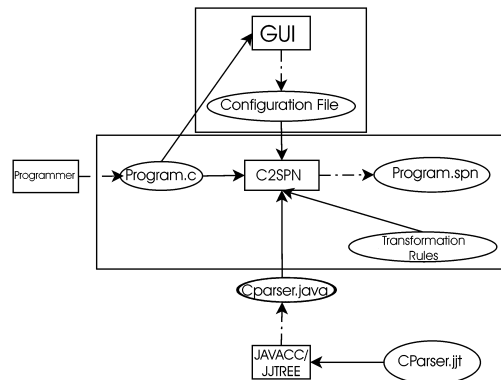 GUI
Configuration File
Programmer
Program.c
C2SPN
Program.spn
Transformation
Rules
Cparser.java
JAVACC/
JJTREE
CParser.jjt